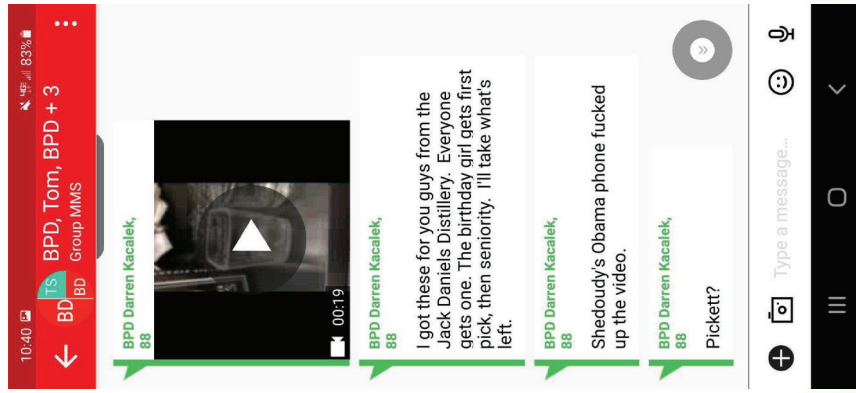 10:40
83%
BD TS BD
BPD, Tom, BPD + 3
Group MMS
BPD Darren Kacalek,
88
00:19
BPD Darren Kacalek,
88
I got these for you guys from the
Jack Daniels Distillery.  Everyone
gets one. The birthday girl gets first
pick, then seniority.  I'll take what's
left.
BPD Darren Kacalek,
88
Shedoudy's Obama phone fucked
up the video.
BPD Darren Kacalek,
88
Pickett?
Type a message...